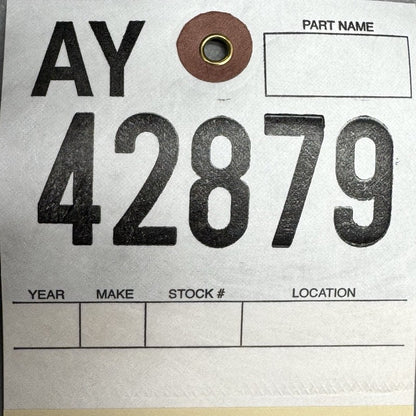 AY
PART NAME
42879
YEAR MAKE STOCK # LOCATION